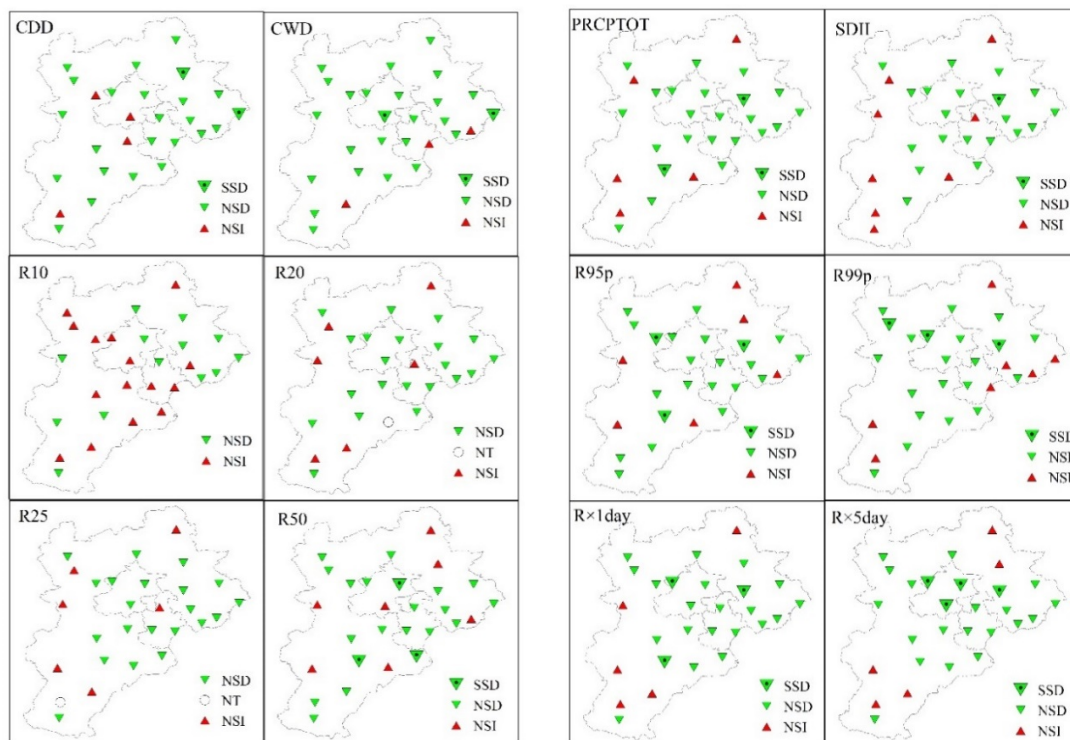 CDD
SSD
NSD
NSI
CWD
SSD
NSD
NSI
PRCPTOT
SSD
NSD
NSI
SDII
SSD
NSD
NSI
R10
NSD
NSI
R20
NSD
NT
NSI
R95p
SSD
NSD
NSI
R99p
R25
NSD
NT
NSI
R50
SSD
NSD
NSI
R×1day
SSD
NSD
NSI
R×5day
SSD
NSD
NSI